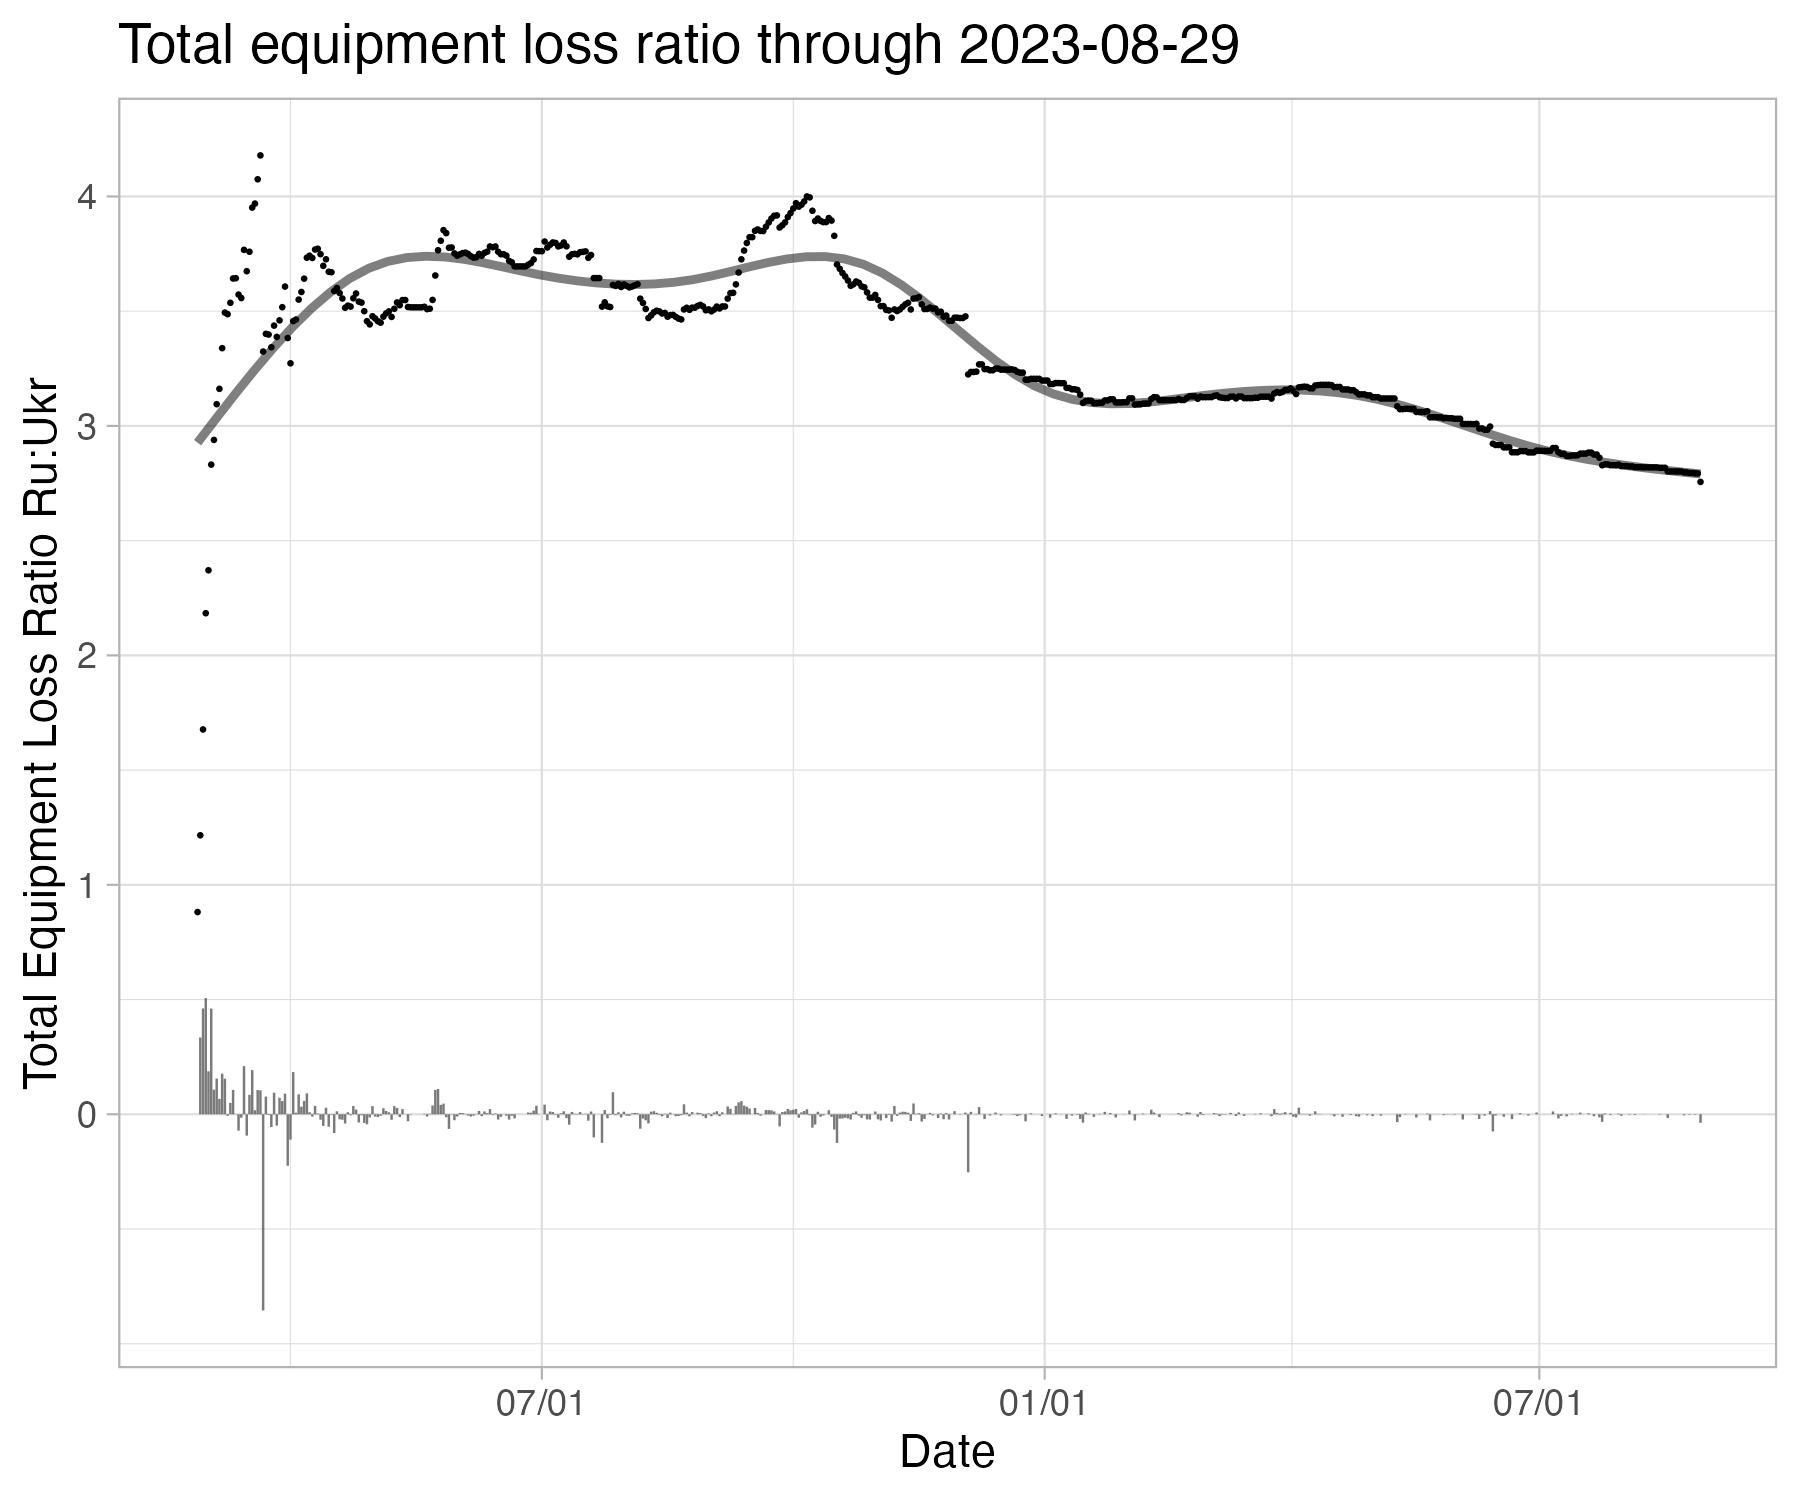 Total equipment loss ratio through 2023-08-29
Total Equipment Loss Ratio Ru:Ukr
4
3
2
1
0
07/01
01/01
07/01
Date